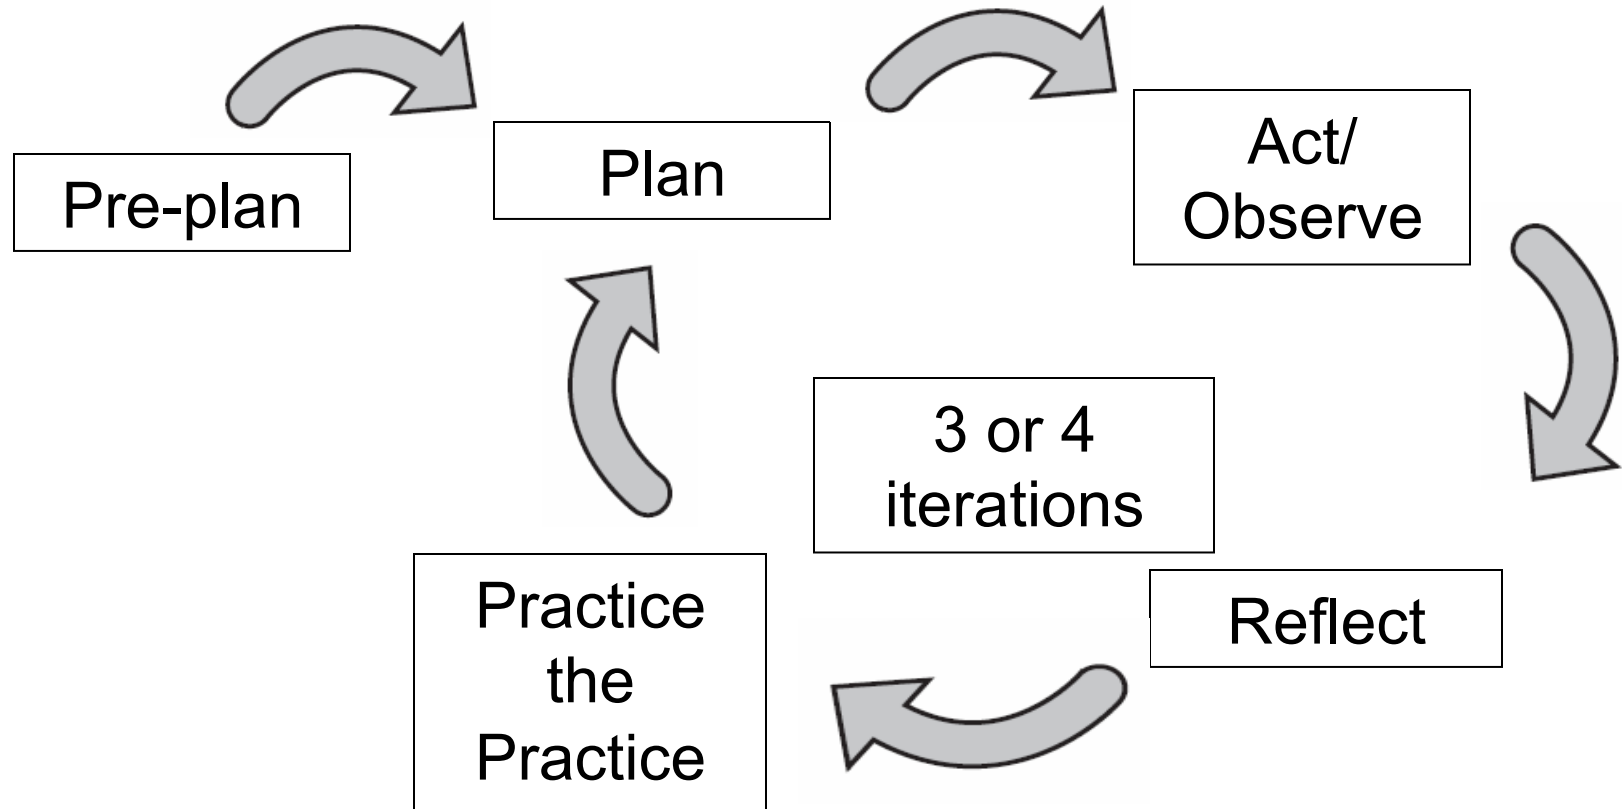 Pre-plan
Plan
Act/
Observe
3 or 4
iterations
Reflect
Practice
the
Practice